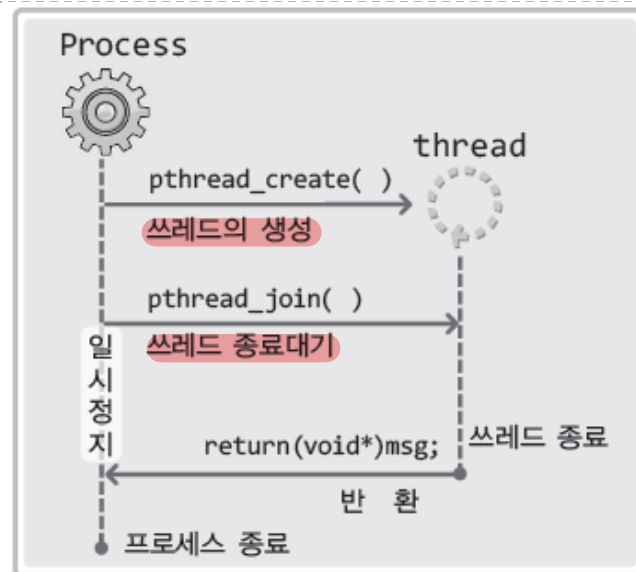 Process
thread
pthread_create( )
쓰레드의 생성
pthread_join( )
쓰레드 종료대기
일
시
정
지
return(void*)msg;
쓰레드 종료
반 환
프로세스 종료